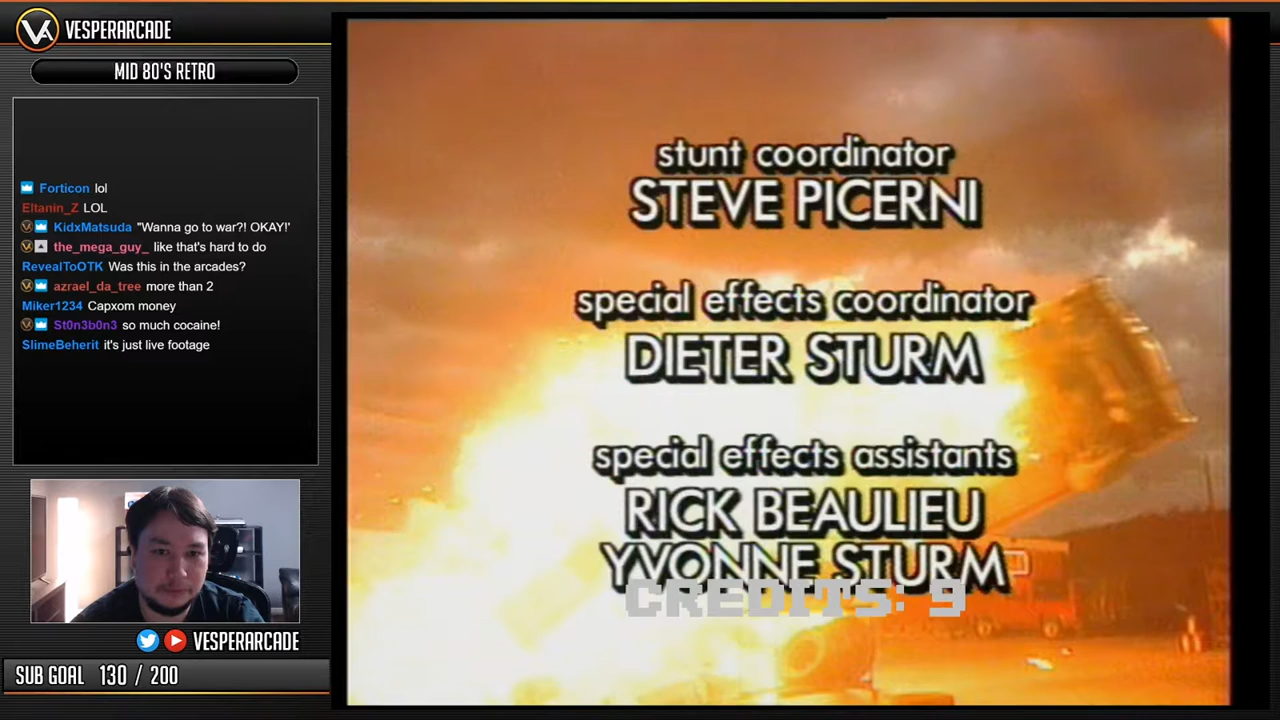 VESPERARCADE
MID 80'S RETRO
Forticon lol
Eltanin_Z LOL
KidxMatsuda "Wanna go to war?! OKAY!'
the_mega_guy_ like that's hard to do
RevealToOTK Was this in the arcades?
azrael_da_tree more than 2
Miker1234 Capxom money
St0n3b0n3 so much cocaine!
SlimeBeherit it's just live footage
VESPERARCADE
SUB GOAL 130 / 200
stunt coordinator
STEVE PICERNI
special effects coordinator
DIETER STURM
special effects assistants
RICK BEAULIEU
YVONNE STURM
CREDITS: 9